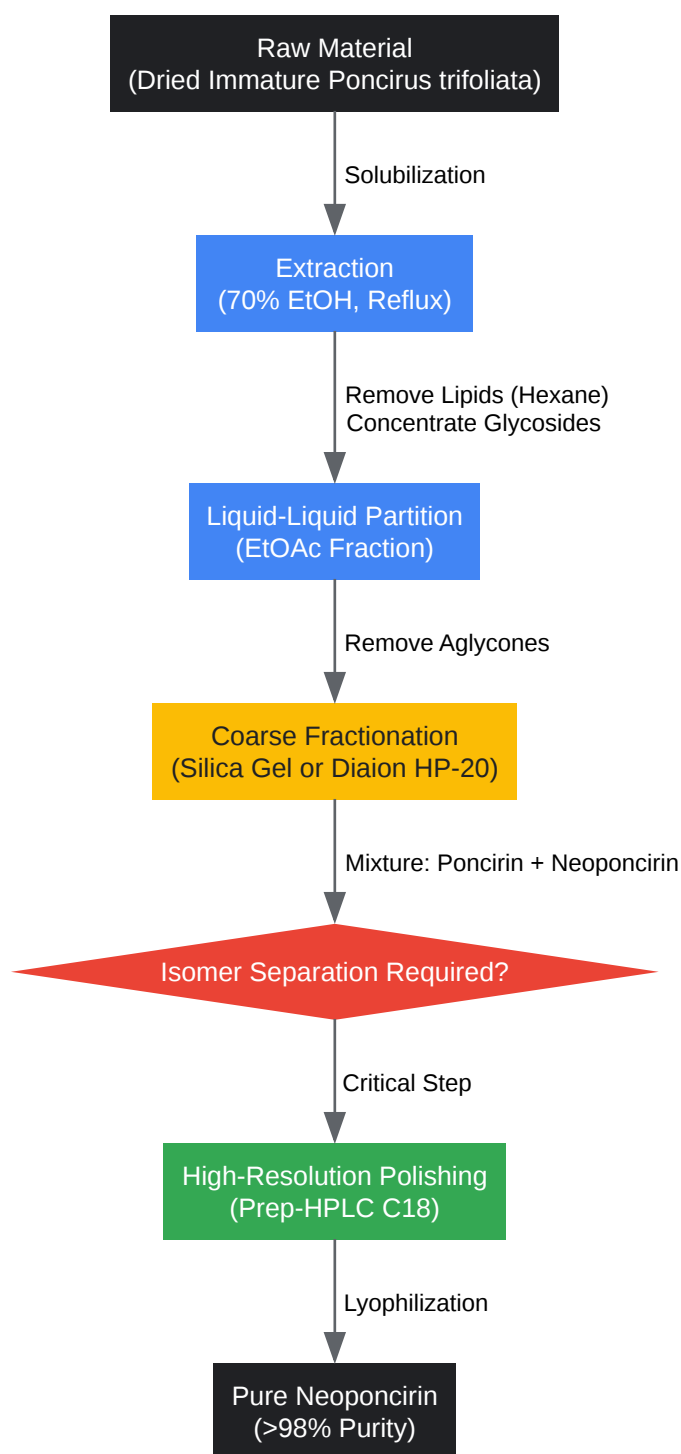 Raw Material
(Dried Immature Poncirus trifoliata)
Solubilization
Extraction
(70% EtOH, Reflux)
Remove Lipids (Hexane)
Concentrate Glycosides
Liquid-Liquid Partition
(EtOAc Fraction)
Remove Aglycones
Coarse Fractionation
(Silica Gel or Diaion HP-20)
Mixture: Poncirin + Neoponcirin
Isomer Separation Required?
Critical Step
High-Resolution Polishing
(Prep-HPLC C18)
Lyophilization
Pure Neoponcirin
(>98% Purity)